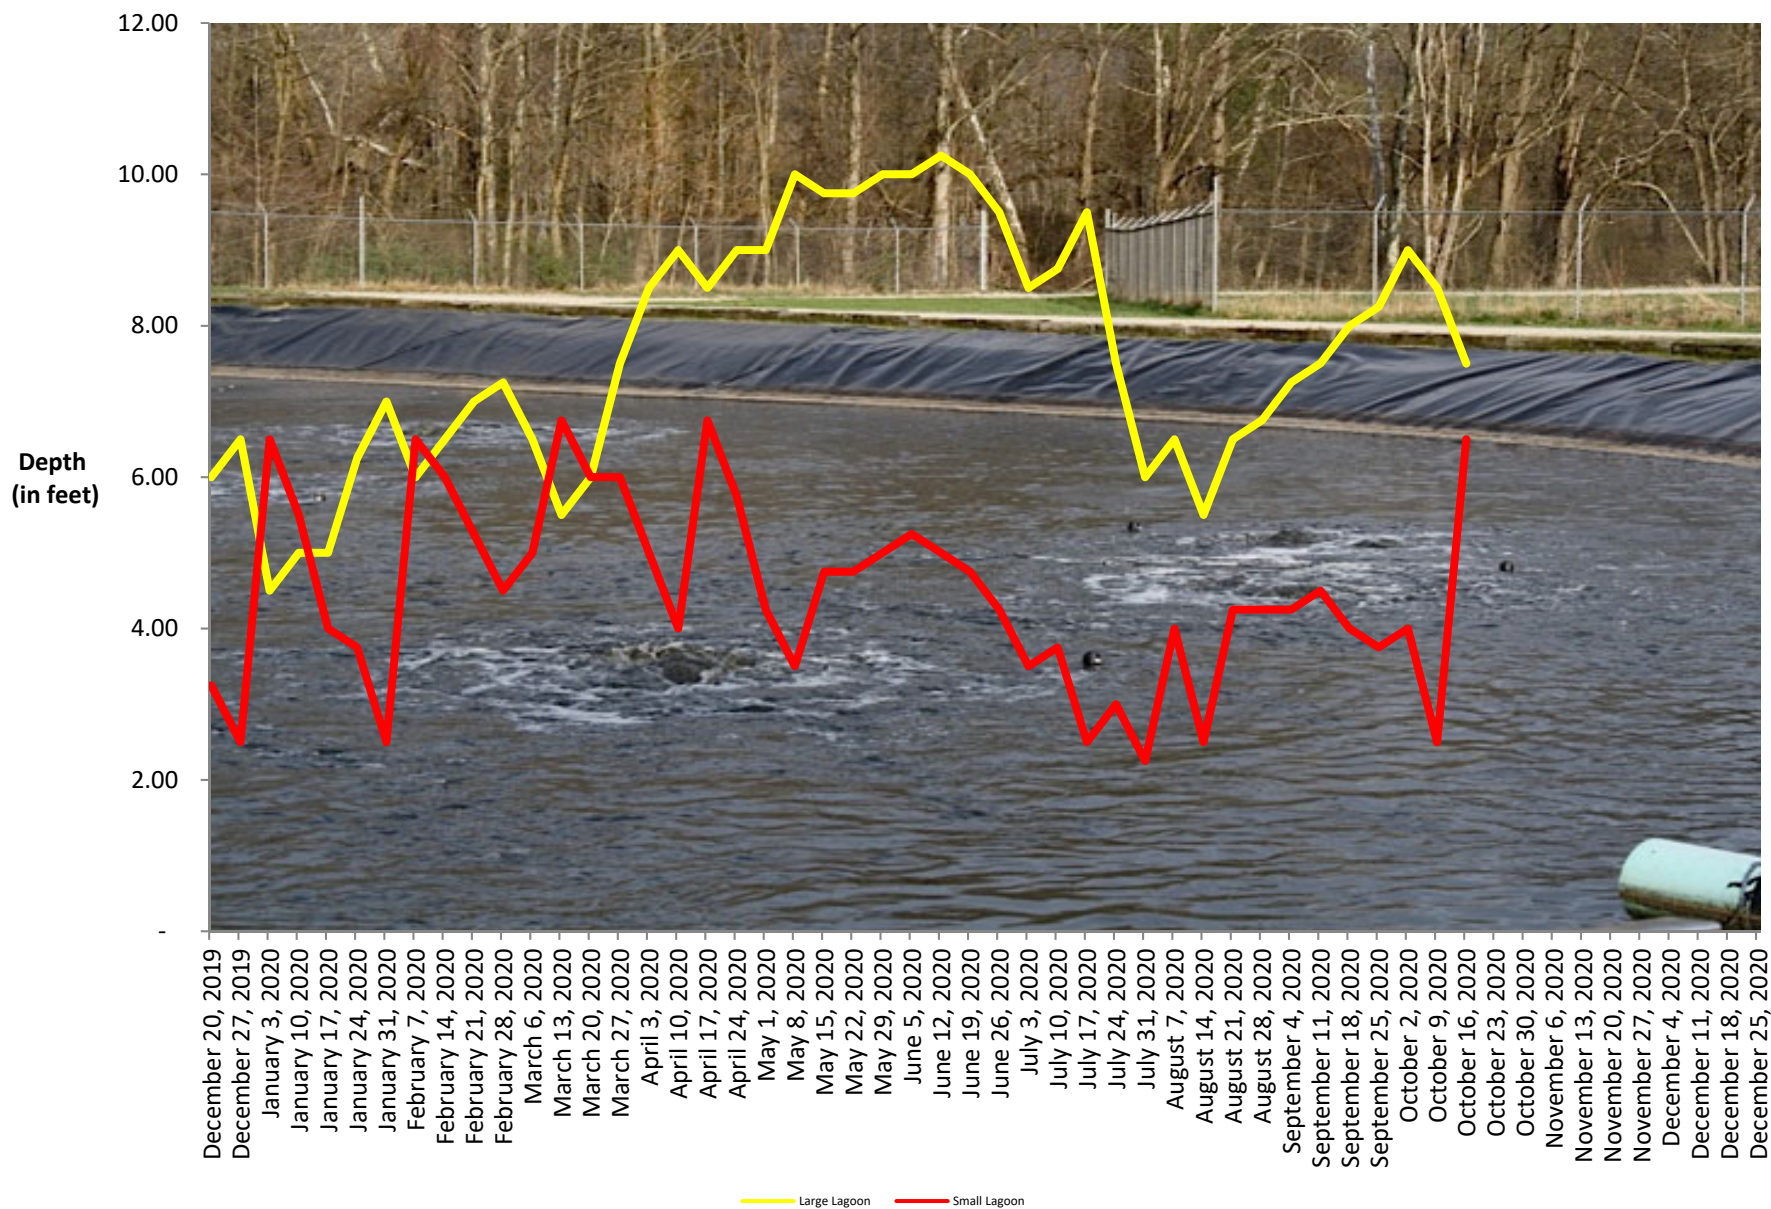 12.00
10.00
8.00
6.00
4.00
2.00
-
Depth
(in feet)
December 20, 2019
December 27, 2019
January 3, 2020
January 10, 2020
January 17, 2020
January 24, 2020
January 31, 2020
February 7, 2020
February 14, 2020
February 21, 2020
February 28, 2020
March 6, 2020
March 13, 2020
March 20, 2020
March 27, 2020
April 3, 2020
April 10, 2020
April 17, 2020
April 24, 2020
May 1, 2020
May 8, 2020
May 15, 2020
May 22, 2020
May 29, 2020
June 5, 2020
June 12, 2020
June 19, 2020
June 26, 2020
July 3, 2020
July 10, 2020
July 17, 2020
July 24, 2020
July 31, 2020
August 7, 2020
August 14, 2020
August 21, 2020
August 28, 2020
September 4, 2020
September 11, 2020
September 18, 2020
September 25, 2020
October 2, 2020
October 9, 2020
October 16, 2020
October 23, 2020
October 30, 2020
November 6, 2020
November 13, 2020
November 20, 2020
November 27, 2020
December 4, 2020
December 11, 2020
December 18, 2020
December 25, 2020
Large Lagoon
Small Lagoon